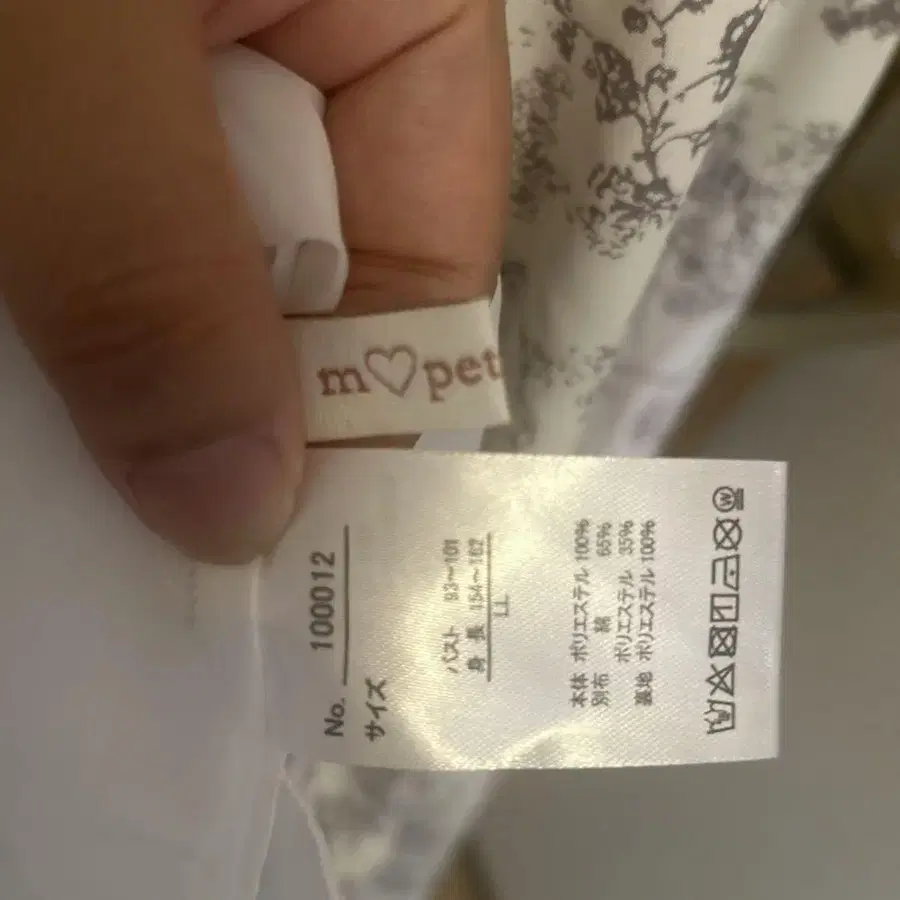 m♡pet
No. 100012
サイズ
バスト 93〜101
身長 154〜162
LL
本体 ポリエステル 100%
別布 綿 65%
ポリエステル 35%
裏地 ポリエステル 100%